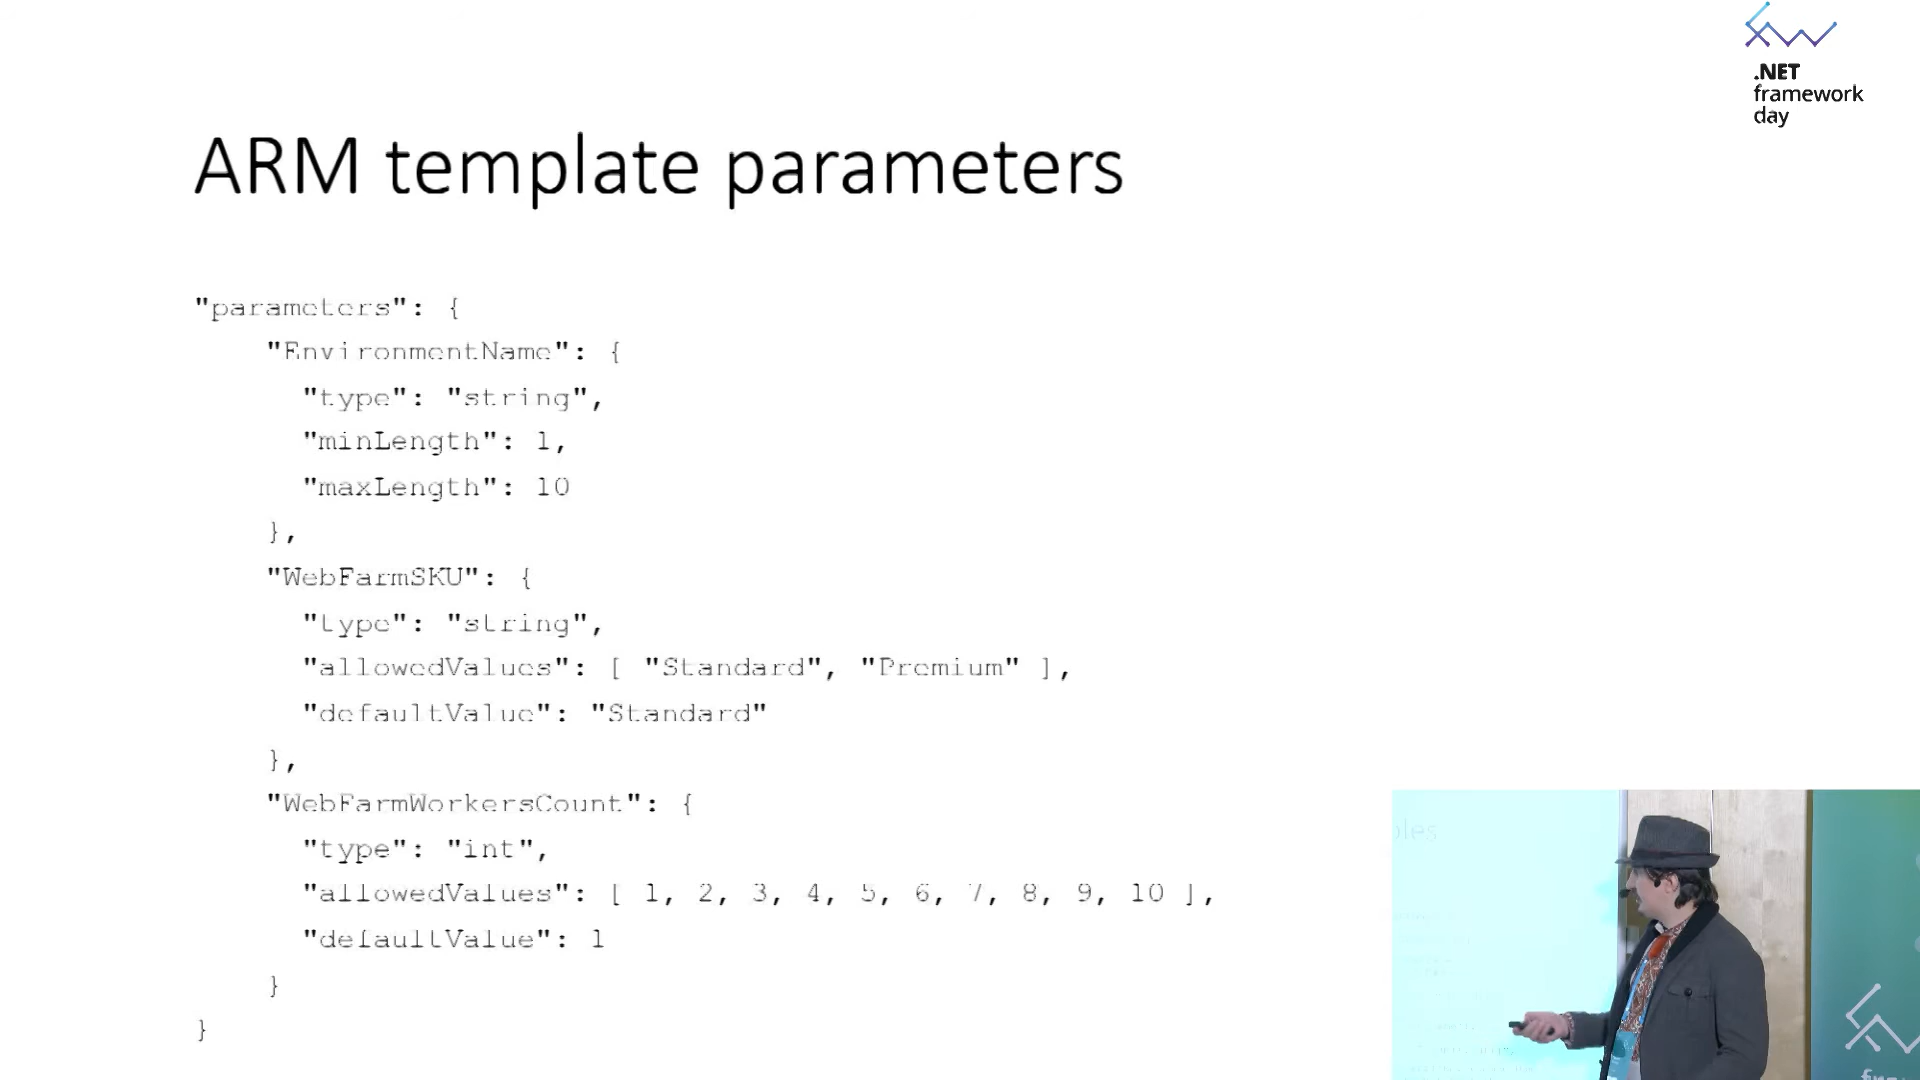 .NET
framework
day
ARM template parameters
"parameters": {
"EnvironmentName": {
"type": "string",
"minLength": 1,
"maxLength": 10
},
"WebFarmSKU": {
"type": "string",
"allowedValues": [ "Standard", "Premium" ],
"defaultValue": "Standard"
},
"WebFarmWorkersCount": {
"type": "int",
"allowedValues": [ 1, 2, 3, 4, 5, 6, 7, 8, 9, 10 ],
"defaultValue": 1
}
}